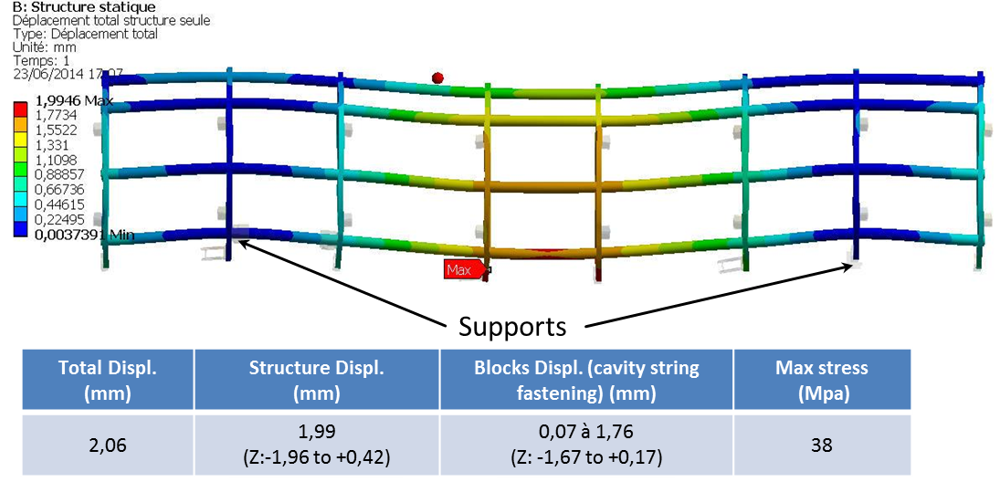 B: Structure statique
Déplacement total structure seule
Type: Déplacement total
Unité: mm
Temps: 1
23/06/2014 17:07
1,9946 Max
1,7734
1,5522
1,331
1,1098
0,88857
0,66736
0,44615
0,22495
0,0037391 Min
Max
Supports
Total Displ.
(mm)
Structure Displ.
(mm)
Blocks Displ. (cavity string
fastening) (mm)
Max stress
(Mpa)
2,06
1,99
(Z:-1,96 to +0,42)
0,07 à 1,76
(Z: -1,67 to +0,17)
38